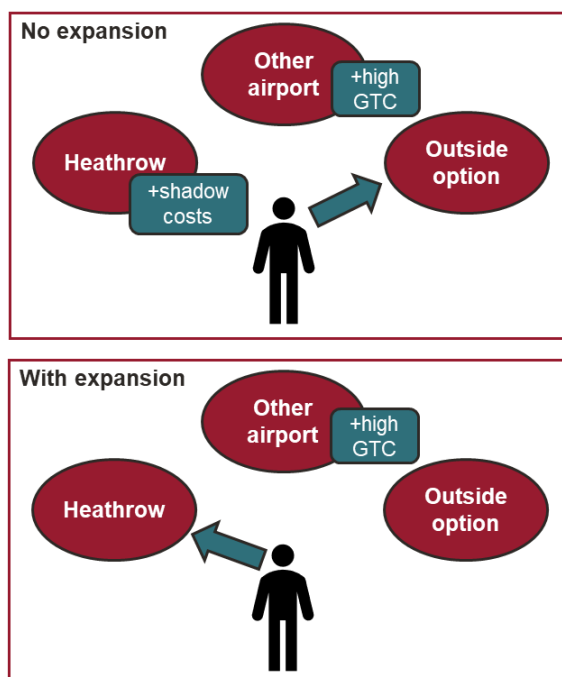 No expansion
Other
airport
+high
GTC
Heathrow
+shadow
costs
Outside
option
With expansion
Other
airport
+high
GTC
Heathrow
Outside
option